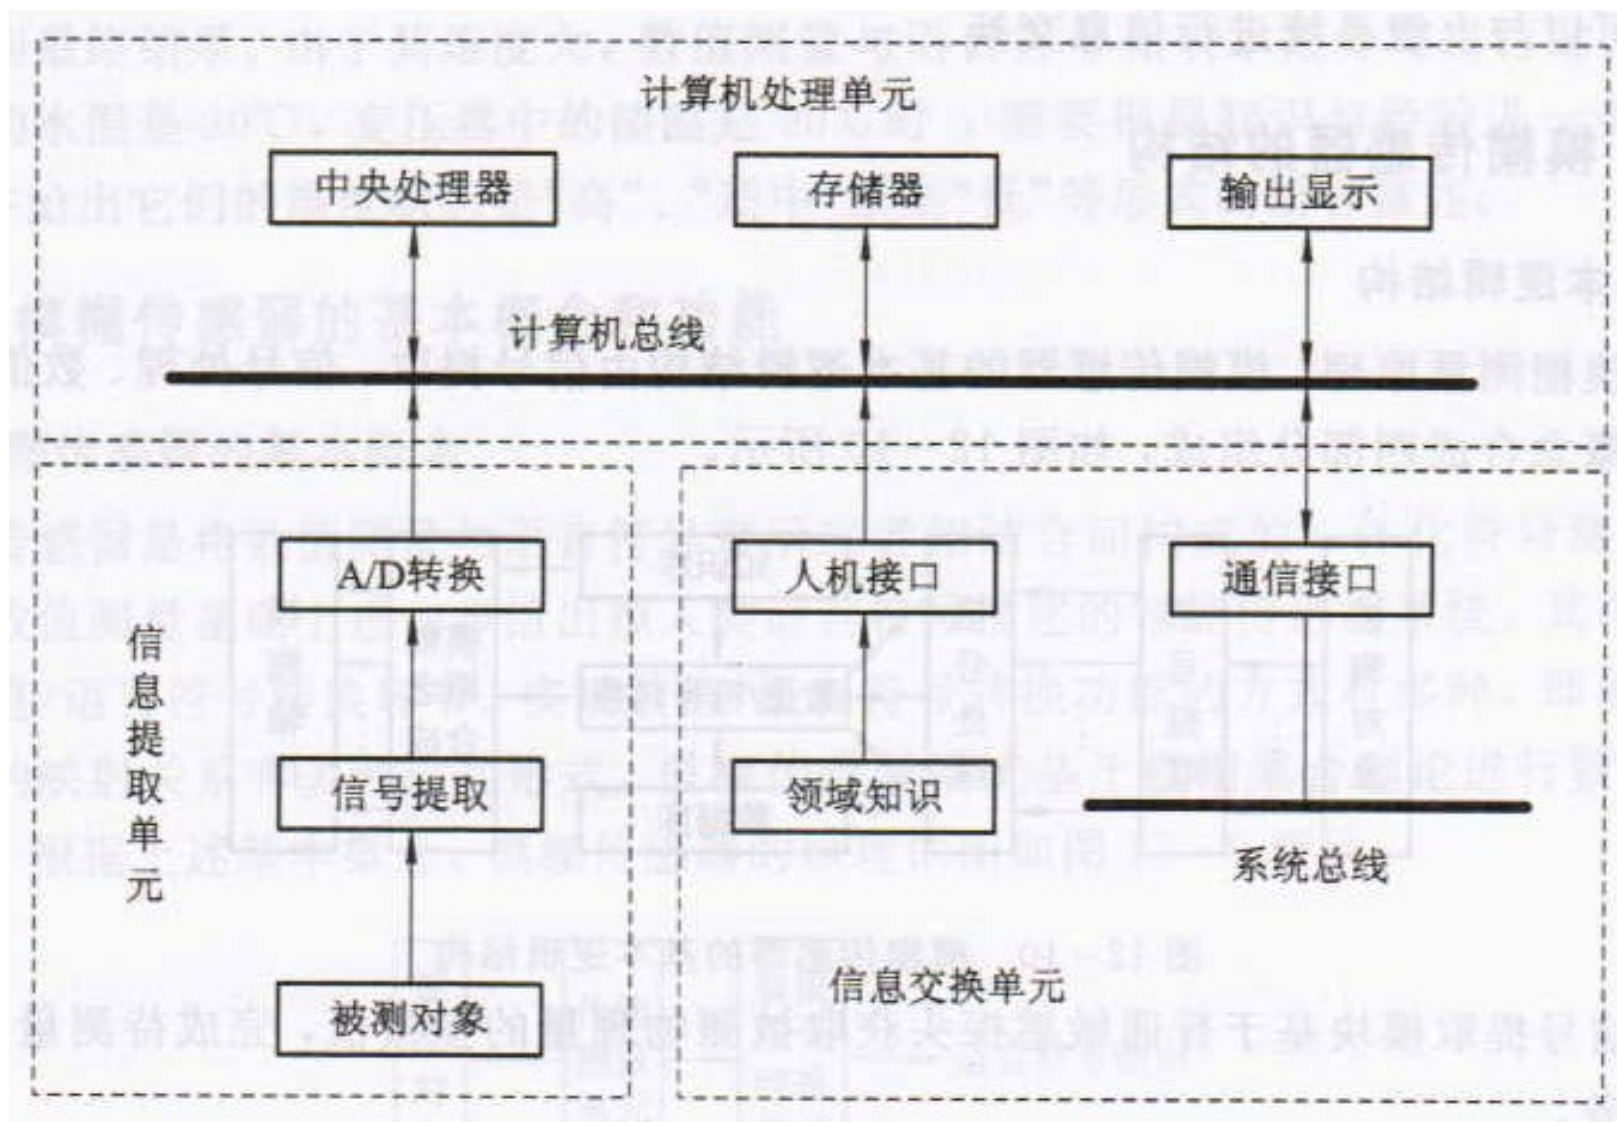 计算机处理单元
中央处理器
存储器
输出显示
计算机总线
A/D转换
人机接口
通信接口
信息提取单元
信号提取
领域知识
系统总线
信息交换单元
被测对象